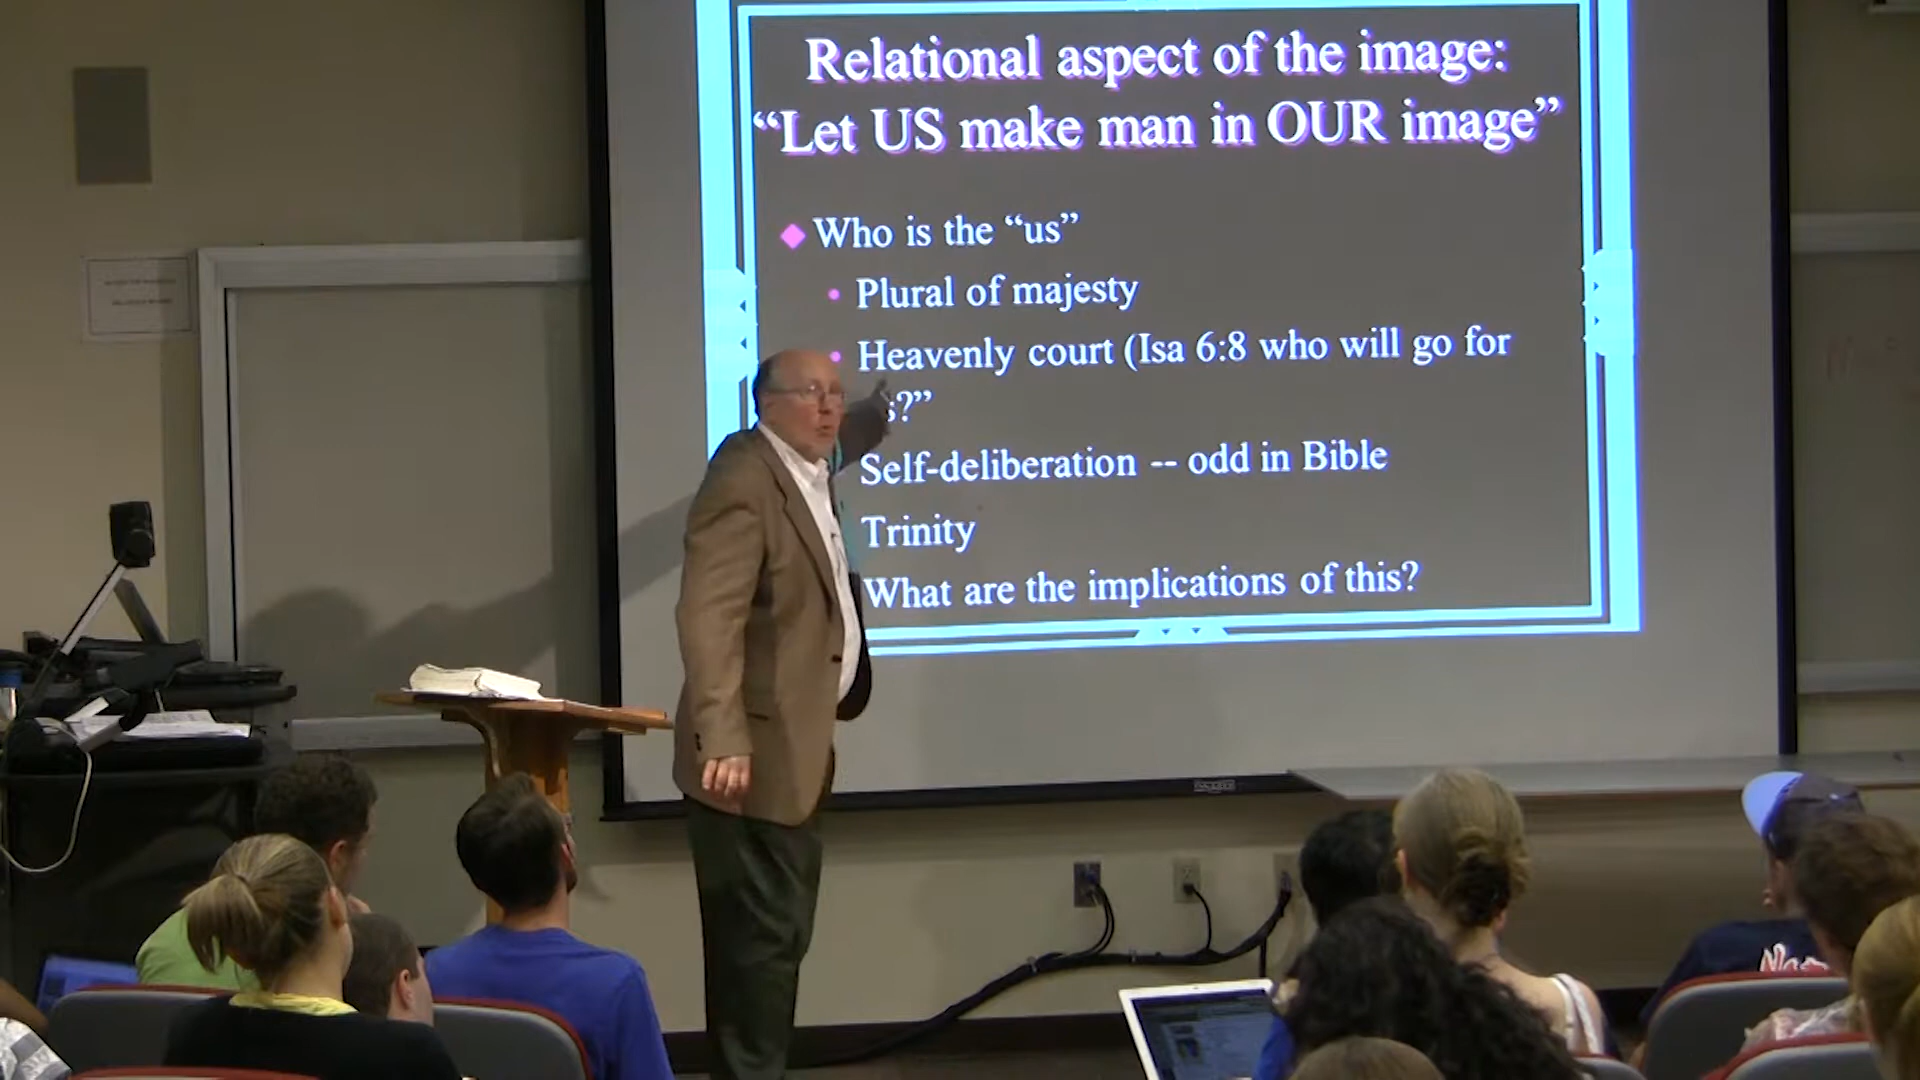 Relational aspect of the image:
“Let US make man in OUR image”
Who is the “us”
Plural of majesty
Heavenly court (Isa 6:8 who will go for
s?”
Self-deliberation -- odd in Bible
Trinity
What are the implications of this?